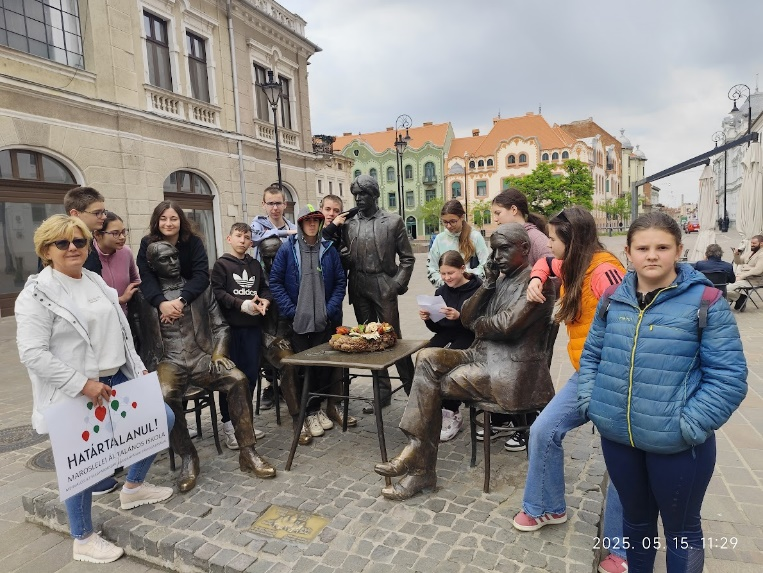 adidas
HATÁRTALANUL!
MAROSLELEI ÁLTALÁNOS ISKOLA
2025. 05. 15. 11:29